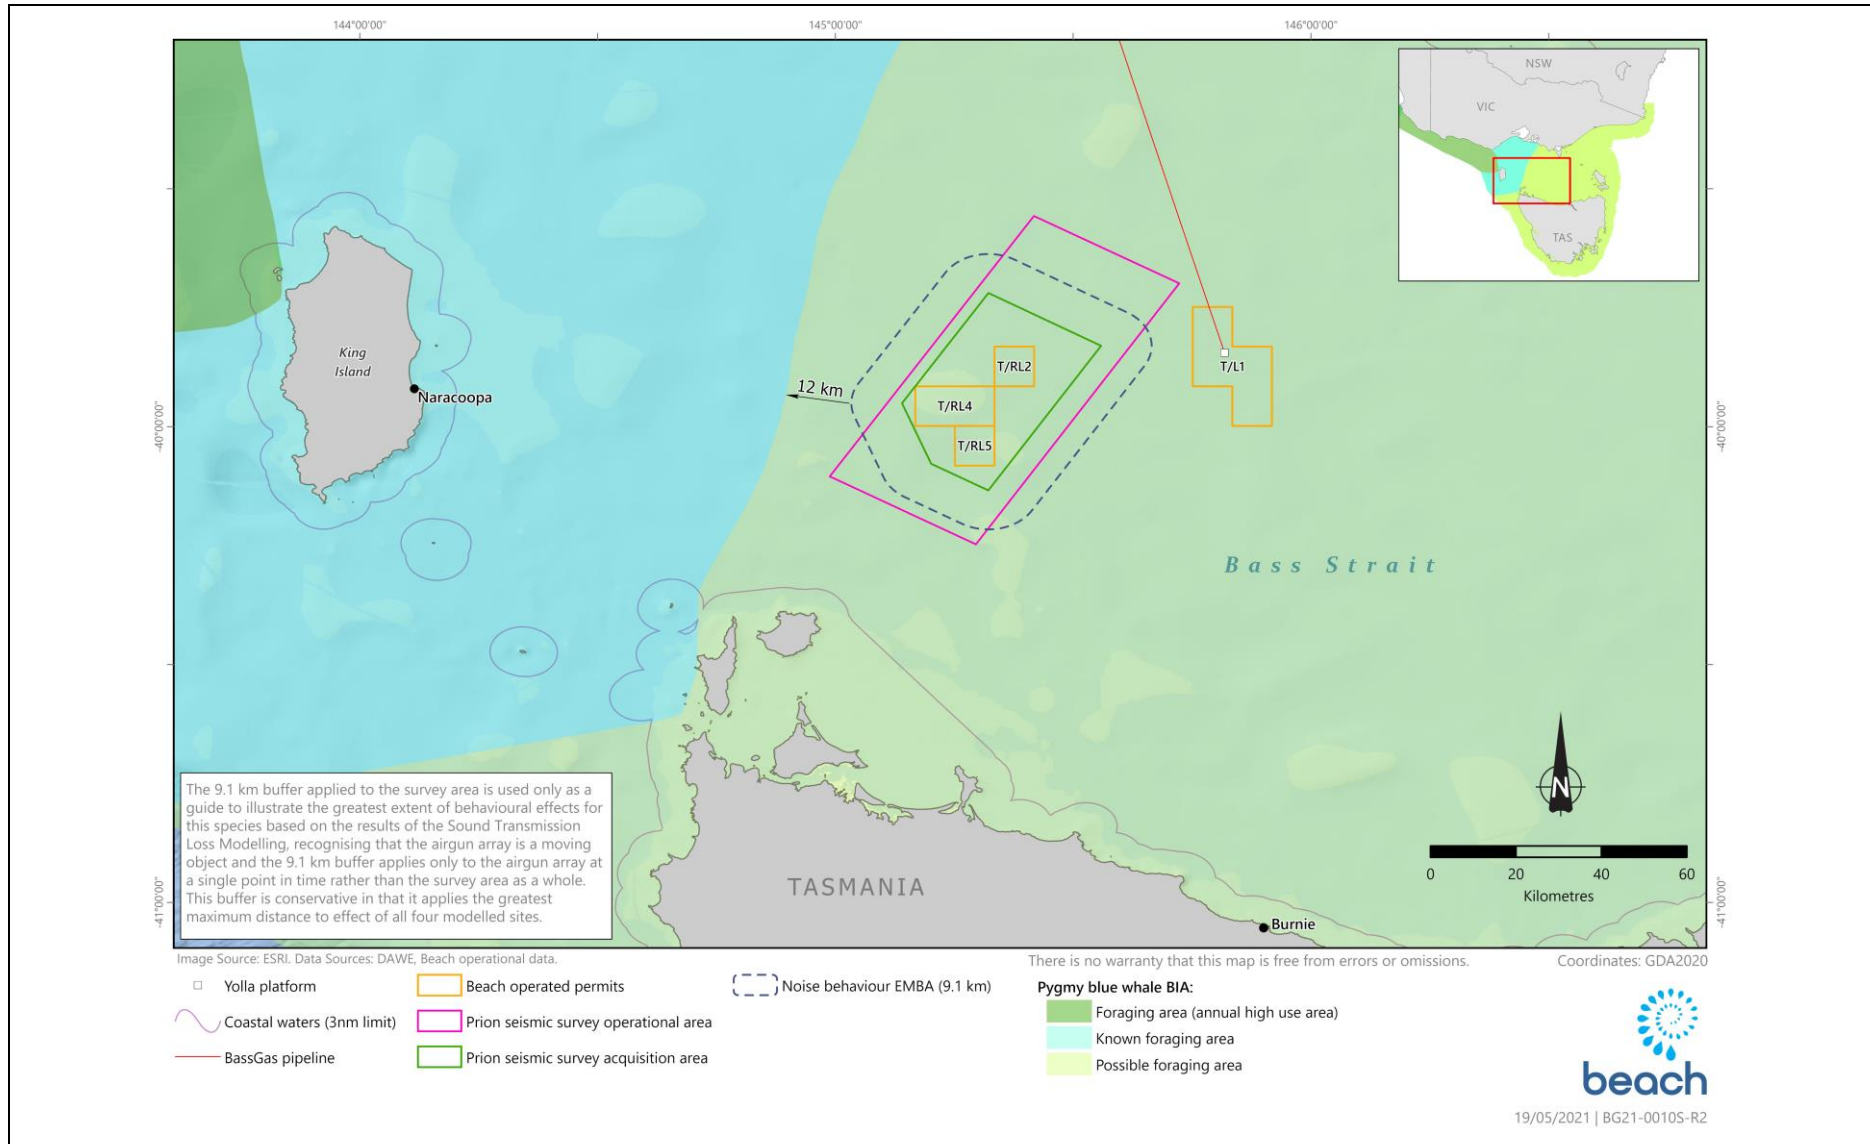 144°00'00"
145°00'00"
146°00'00"
NSW
VIC
TAS
King
Island
Naracoopa
12 km
T/RL2
T/RL4
T/RL5
T/L1
-40°00'00"
-40°00'00"
Bass Strait
The 9.1 km buffer applied to the survey area is used only as a
guide to illustrate the greatest extent of behavioural effects for
this species based on the results of the Sound Transmission
Loss Modelling, recognising that the airgun array is a moving
object and the 9.1 km buffer applies only to the airgun array at
a single point in time rather than the survey area as a whole.
This buffer is conservative in that it applies the greatest
maximum distance to effect of all four modelled sites.
TASMANIA
Burnie
N
0 20 40 60
Kilometres
-41°00'00"
-41°00'00"
Image Source: ESRI. Data Sources: DAWE, Beach operational data.
There is no warranty that this map is free from errors or omissions.
Coordinates: GDA2020
Yolla platform
Coastal waters (3nm limit)
BassGas pipeline
Beach operated permits
Prion seismic survey operational area
Prion seismic survey acquisition area
Noise behaviour EMBA (9.1 km)
Pygmy blue whale BIA:
Foraging area (annual high use area)
Known foraging area
Possible foraging area
beach
19/05/2021 | BG21-0010S-R2